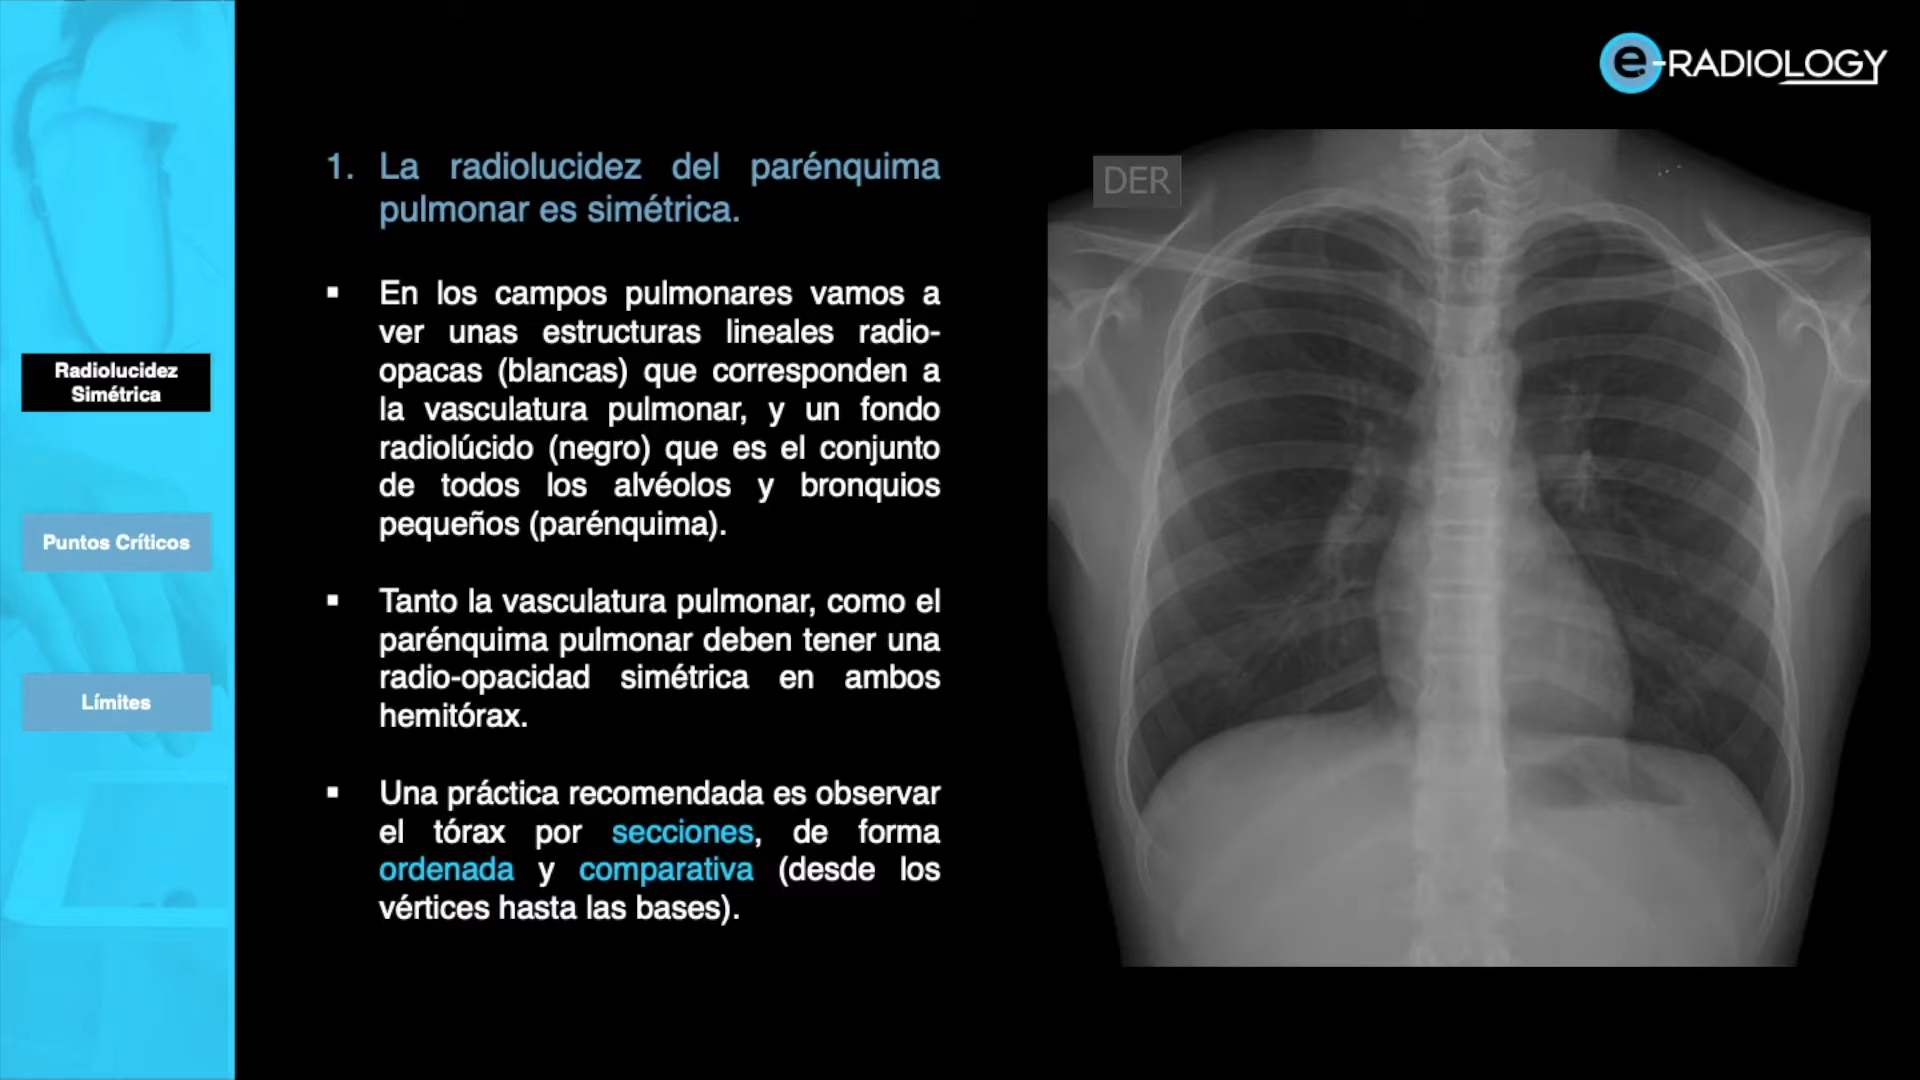 e-RADIOLOGY
1. La radiolucidez del parénquima
pulmonar es simétrica.
▪ En los campos pulmonares vamos a
ver unas estructuras lineales radio-
opacas (blancas) que corresponden a
la vasculatura pulmonar, y un fondo
radiolúcido (negro) que es el conjunto
de todos los alvéolos y bronquios
pequeños (parénquima).
▪ Tanto la vasculatura pulmonar, como el
parénquima pulmonar deben tener una
radio-opacidad simétrica en ambos
hemitórax.
▪ Una práctica recomendada es observar
el tórax por secciones, de forma
ordenada y comparativa (desde los
vértices hasta las bases).
Radiolucidez
Simétrica
Puntos Críticos
Límites
DER